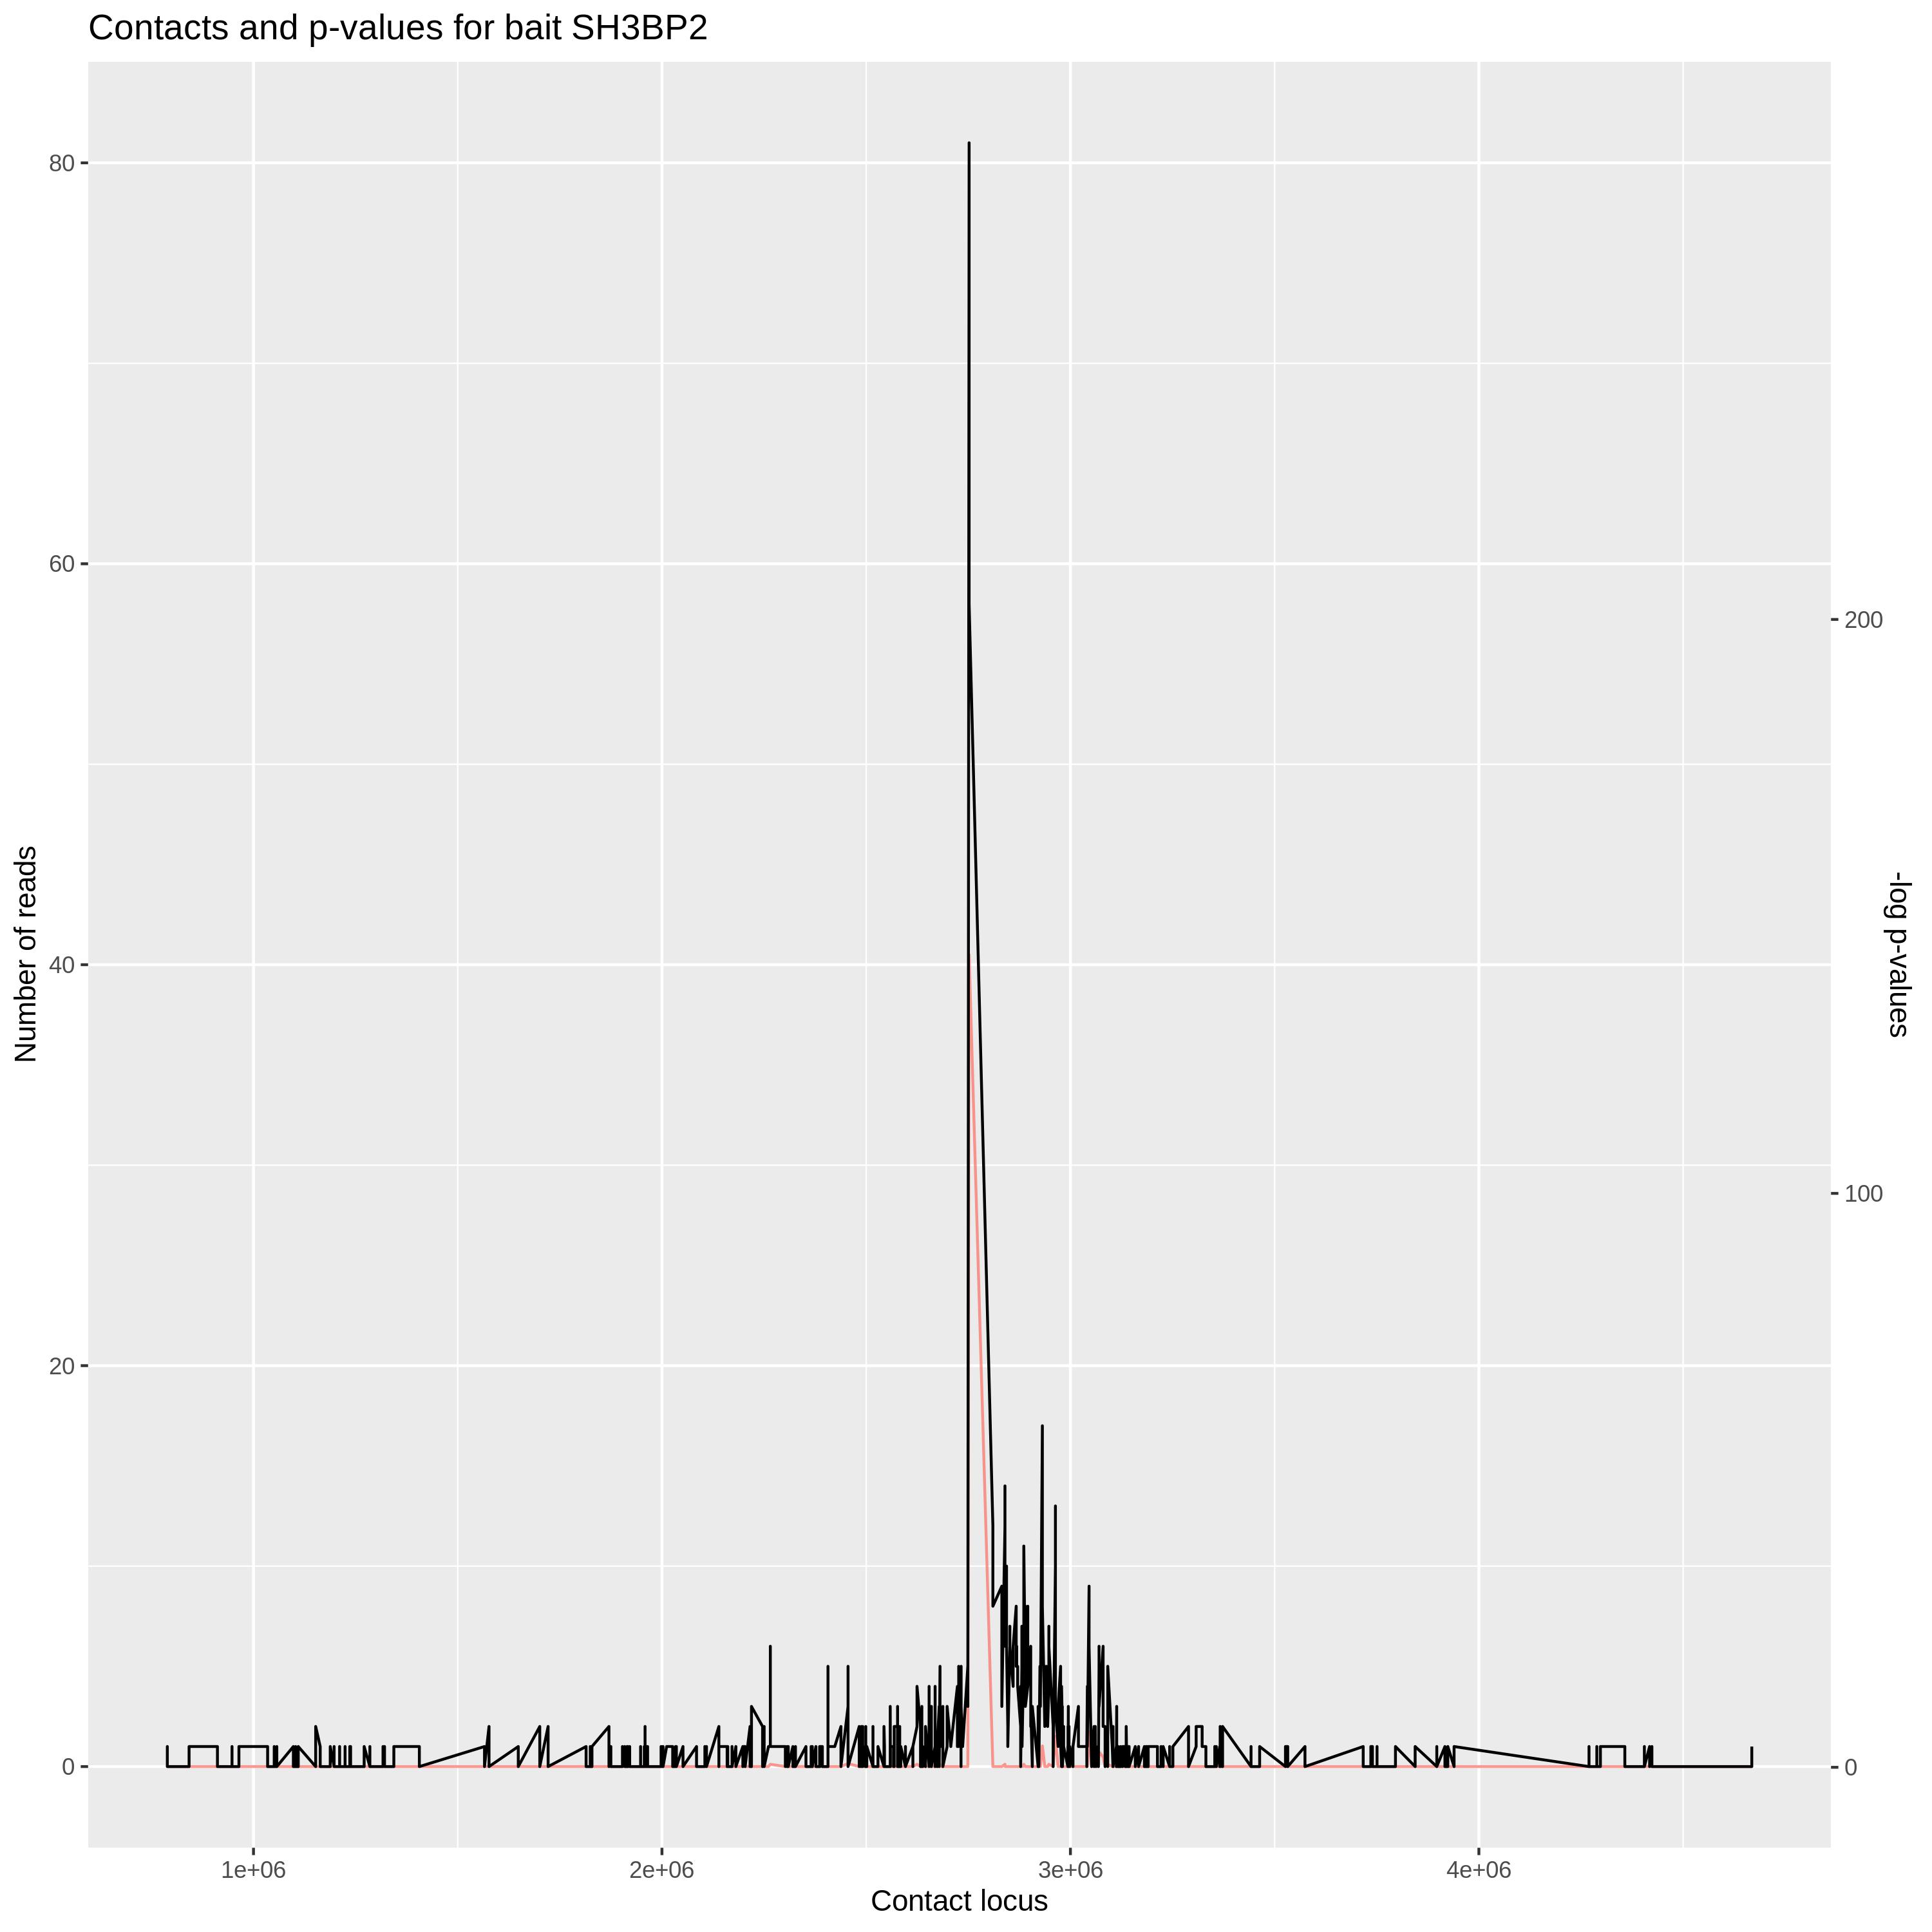 Contacts and p-values for bait SH3BP2
80
60
40
20
0
Number of reads
200
100
0
-log p-values
1e+06
2e+06
3e+06
4e+06
Contact locus